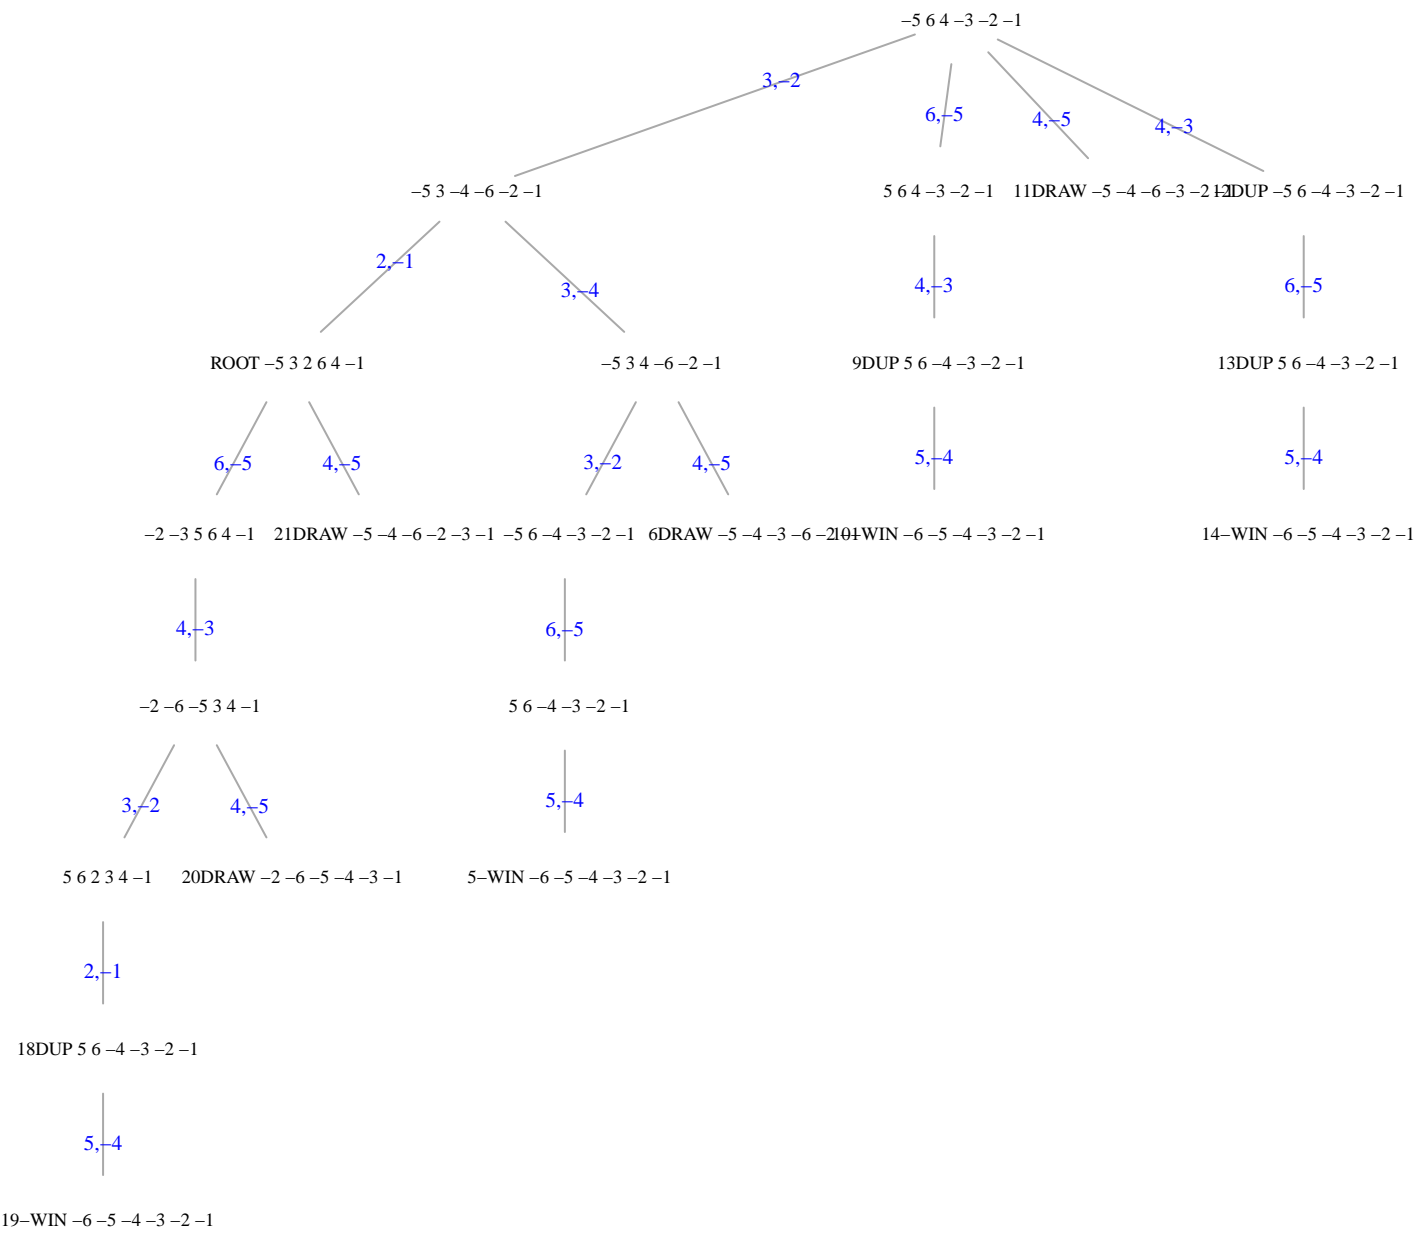 –5 6 4 –3 –2 –1
3,–2
6,–5
4,–5
4,–3
–5 3 –4 –6 –2 –1
5 6 4 –3 –2 –1
11DRAW –5 –4 –6 –3 –2 –1
12DUP –5 6 –4 –3 –2 –1
2,–1
3,–4
4,–3
6,–5
ROOT –5 3 2 6 4 –1
–5 3 4 –6 –2 –1
9DUP 5 6 –4 –3 –2 –1
13DUP 5 6 –4 –3 –2 –1
6,–5
4,–5
3,–2
4,–5
5,–4
5,–4
–2 –3 5 6 4 –1
21DRAW –5 –4 –6 –2 –3 –1
–5 6 –4 –3 –2 –1
6DRAW –5 –4 –3 –6 –2 –1
10–WIN –6 –5 –4 –3 –2 –1
14–WIN –6 –5 –4 –3 –2 –1
4,–3
6,–5
–2 –6 –5 3 4 –1
5 6 –4 –3 –2 –1
3,–2
4,–5
5,–4
5 6 2 3 4 –1
20DRAW –2 –6 –5 –4 –3 –1
5–WIN –6 –5 –4 –3 –2 –1
2,–1
18DUP 5 6 –4 –3 –2 –1
5,–4
19–WIN –6 –5 –4 –3 –2 –1